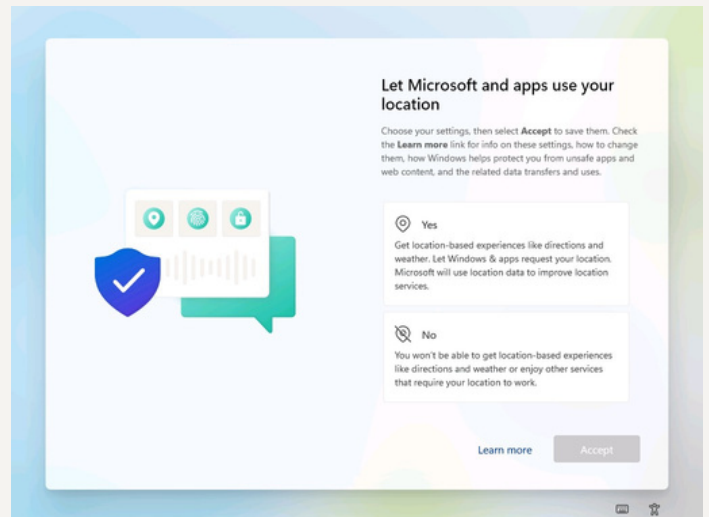 Let Microsoft and apps use your
location
Choose your settings, then select Accept to save them. Check
the Learn more link for info on these settings, how to change
them, how Windows helps protect you from unsafe apps and
web content, and the related data transfers and uses.
Yes
Get location-based experiences like directions and
weather. Let Windows & apps request your location.
Microsoft will use location data to improve location
services.
No
You won't be able to get location-based experiences
like directions and weather or enjoy other services
that require your location to work.
Learn more
Accept